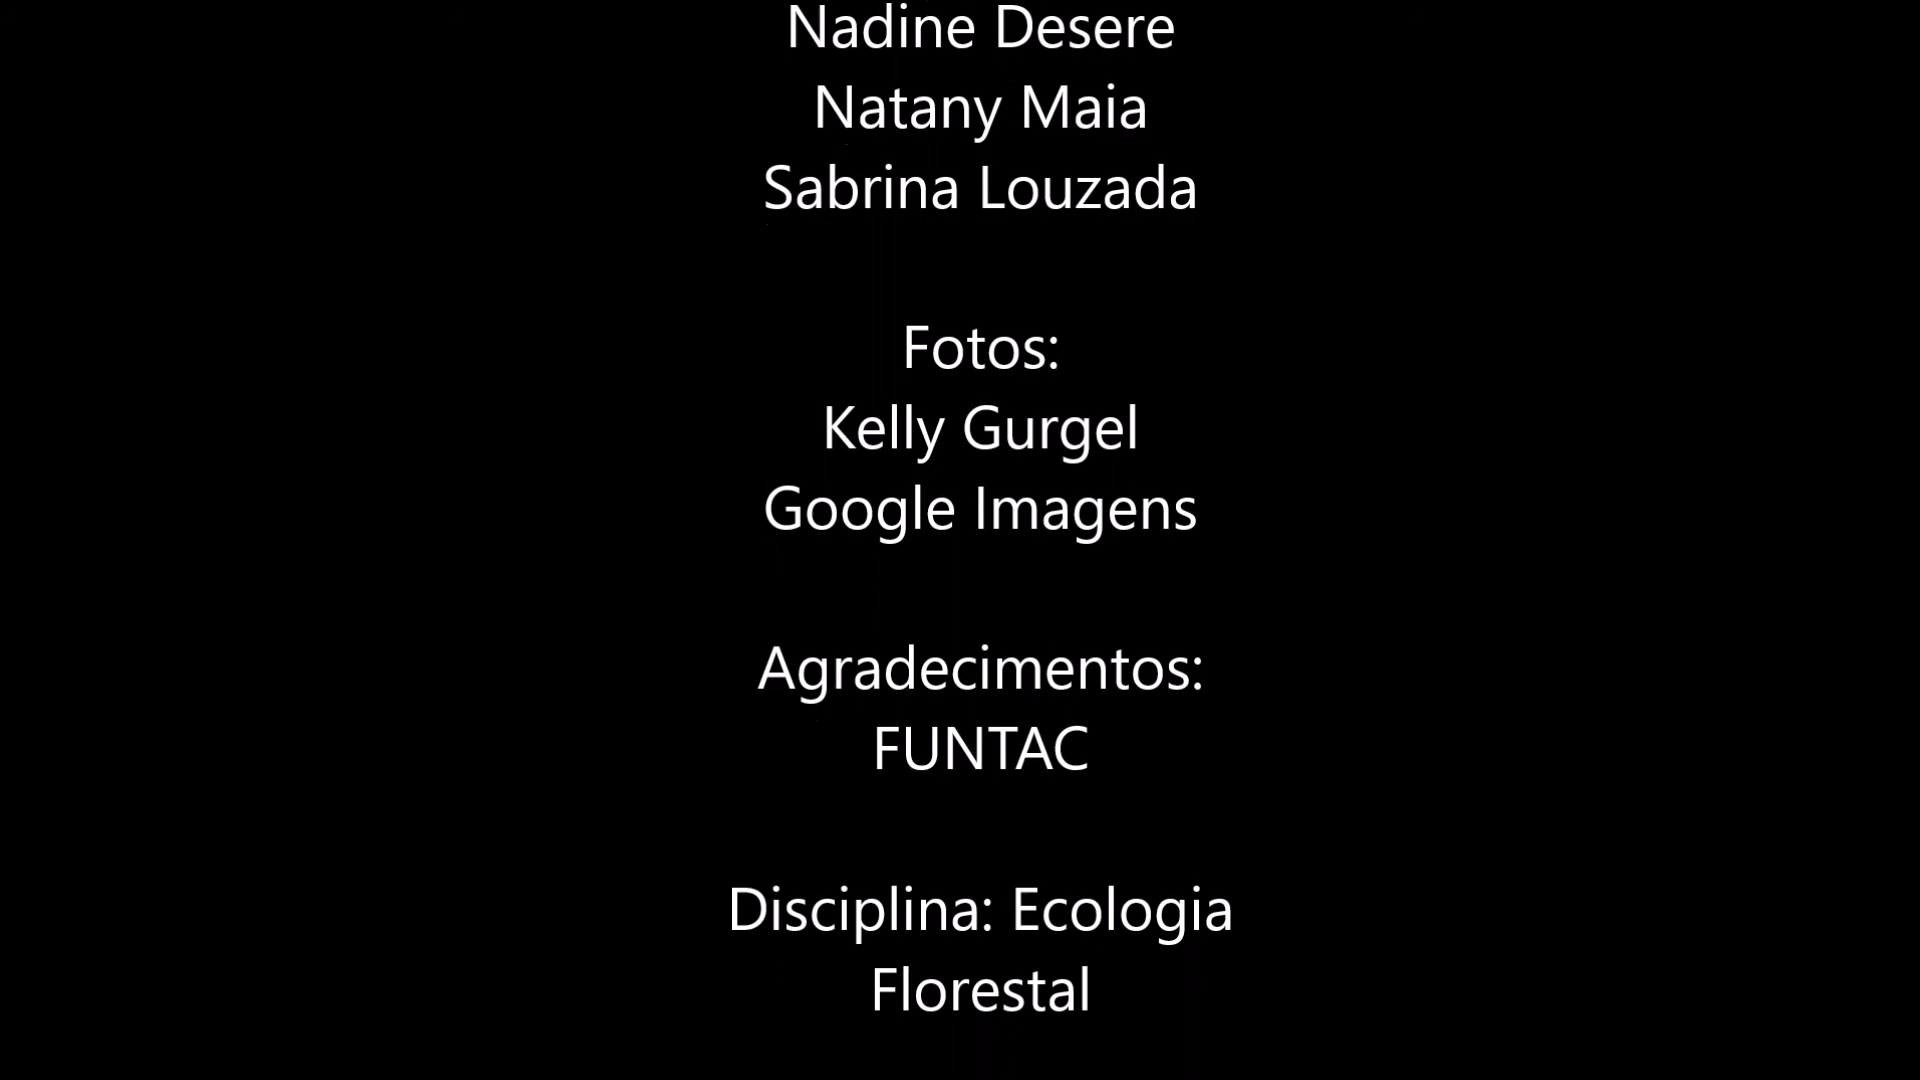 Nadine Desere
Natany Maia
Sabrina Louzada
Fotos:
Kelly Gurgel
Google Imagens
Agradecimentos:
FUNTAC
Disciplina: Ecologia
Florestal